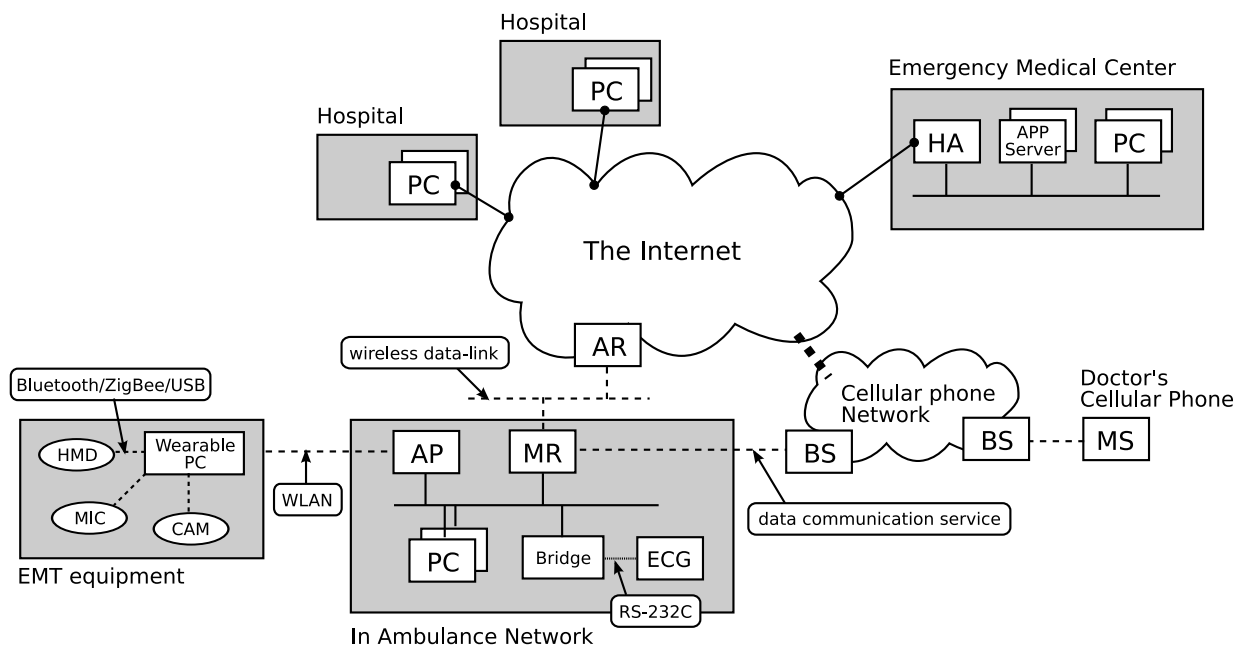 Hospital
PC
Hospital
PC
Emergency Medical Center
HA
APP
Server
PC
The Internet
AR
wireless data-link
Bluetooth/ZigBee/USB
Cellular phone
Network
Doctor's
Cellular Phone
HMD
Wearable
PC
MIC
CAM
EMT equipment
WLAN
AP
MR
BS
BS
MS
data communication service
PC
Bridge
ECG
RS-232C
In Ambulance Network